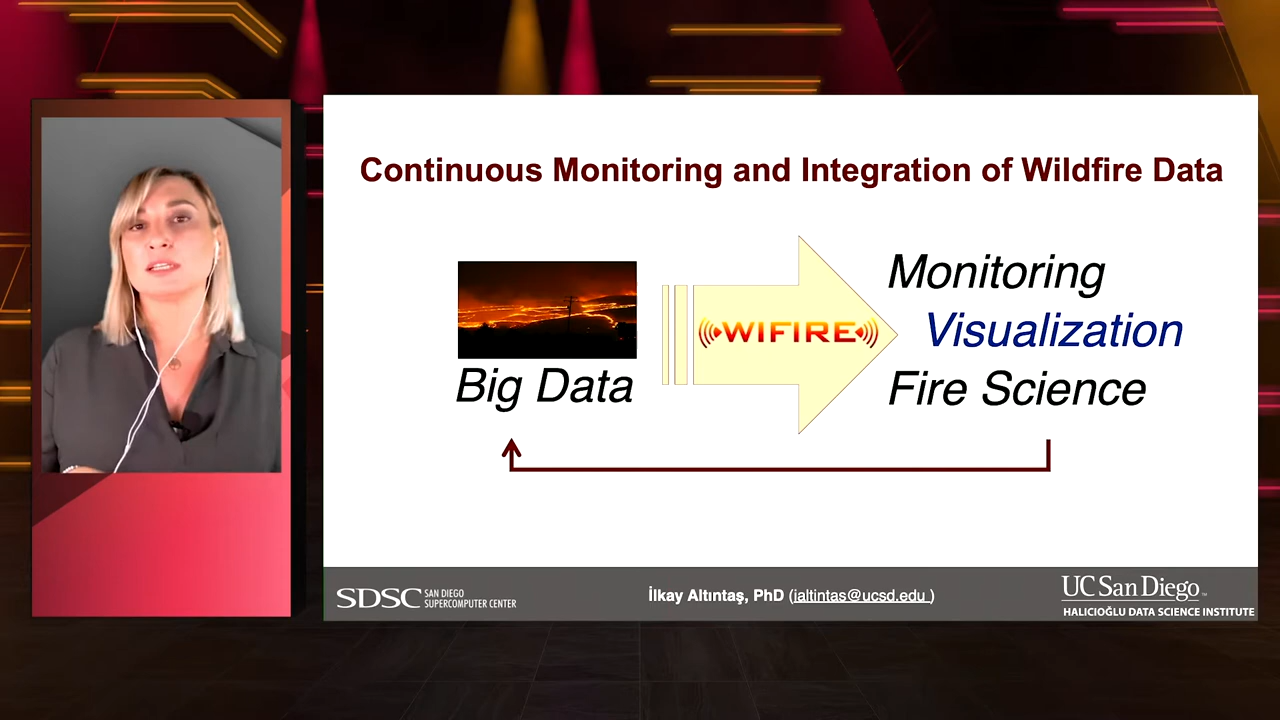 Continuous Monitoring and Integration of Wildfire Data
Big Data
WIFIRE
Monitoring
Visualization
Fire Science
SDSC SAN DIEGO
SUPERCOMPUTER CENTER
İlkay Altıntaş, PhD (ialtintas@ucsd.edu )
UC San Diego
HALICIOĞLU DATA SCIENCE INSTITUTE